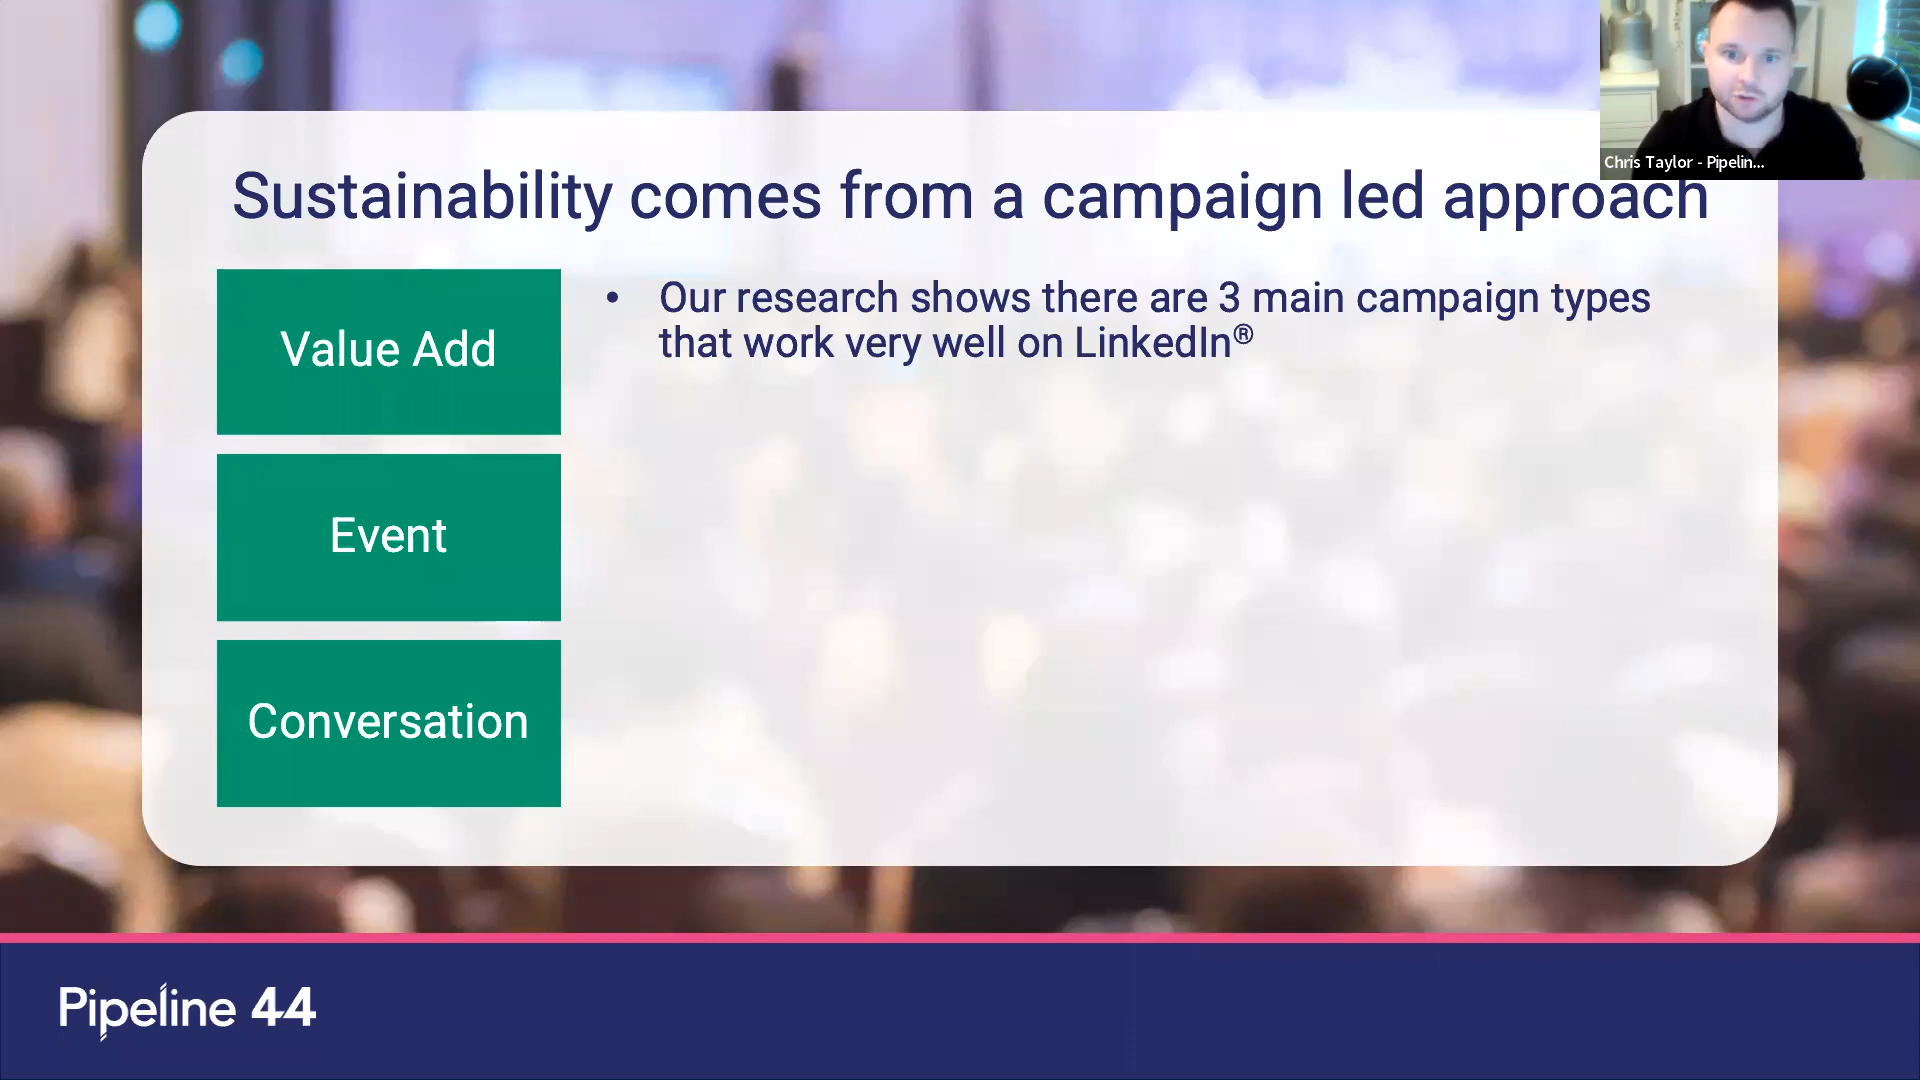 Chris Taylor - Pipelin...
Sustainability comes from a campaign led approach
Value Add
• Our research shows there are 3 main campaign types
that work very well on LinkedIn®
Event
Conversation
Pipeline 44